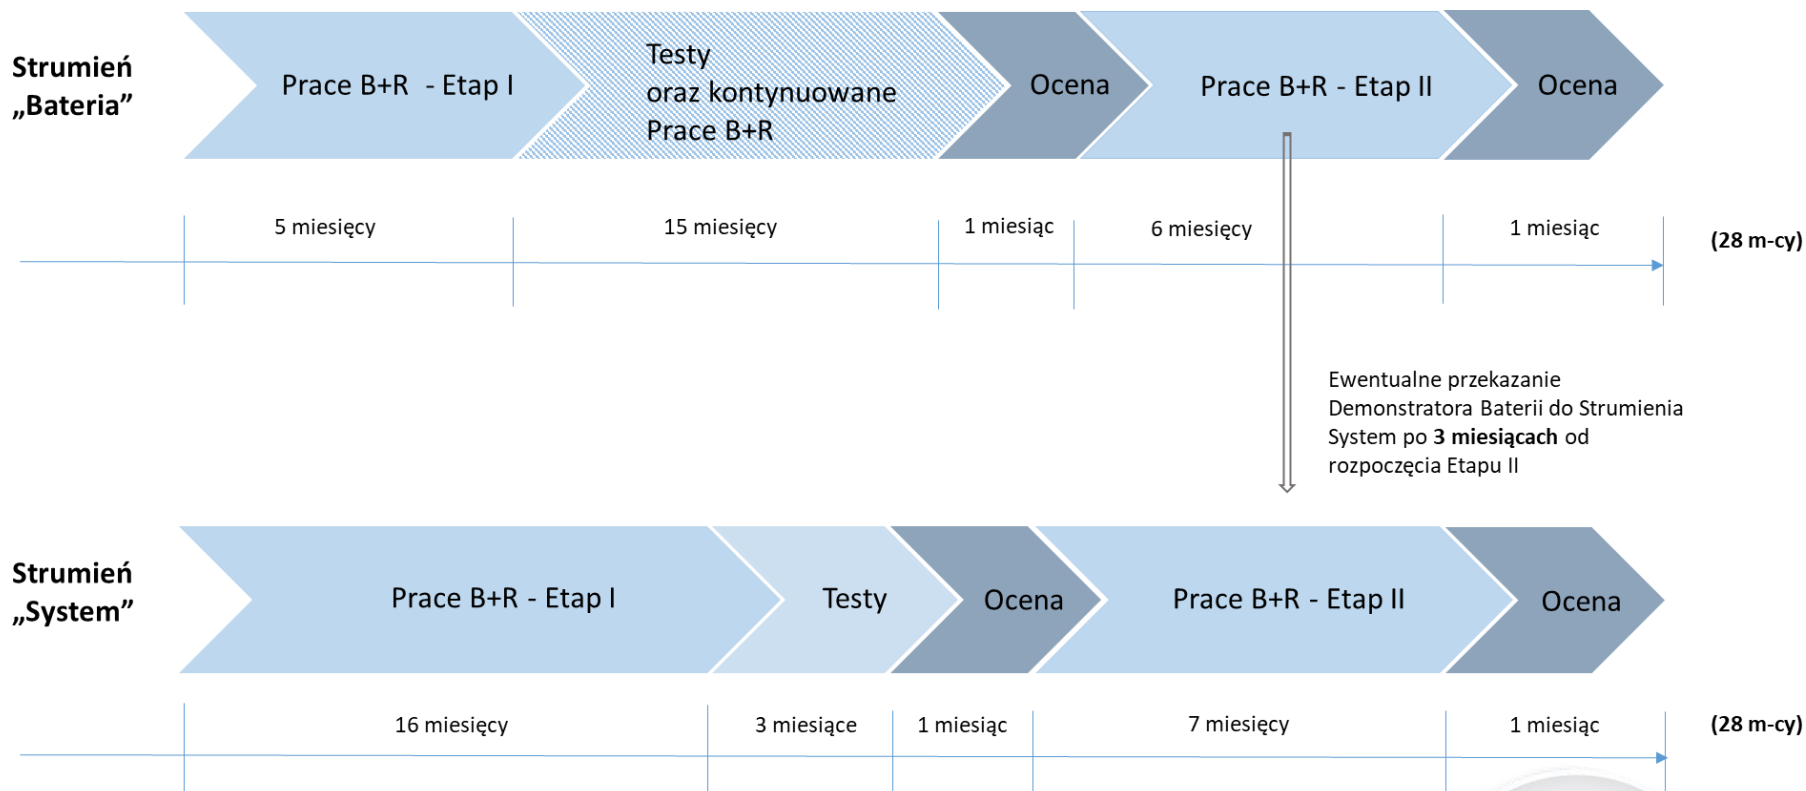 Strumień
„Bateria”
Prace B+R - Etap I
Testy
oraz kontynuowane
Prace B+R
Ocena
Prace B+R - Etap II
Ocena
5 miesięcy
15 miesięcy
1 miesiąc
6 miesięcy
1 miesiąc
(28 m-cy)
Ewentualne przekazanie
Demonstratora Baterii do Strumienia
System po 3 miesiącach od
rozpoczęcia Etapu II
Strumień
„System”
Prace B+R - Etap I
Testy
Ocena
Prace B+R - Etap II
Ocena
16 miesięcy
3 miesiące
1 miesiąc
7 miesięcy
1 miesiąc
(28 m-cy)